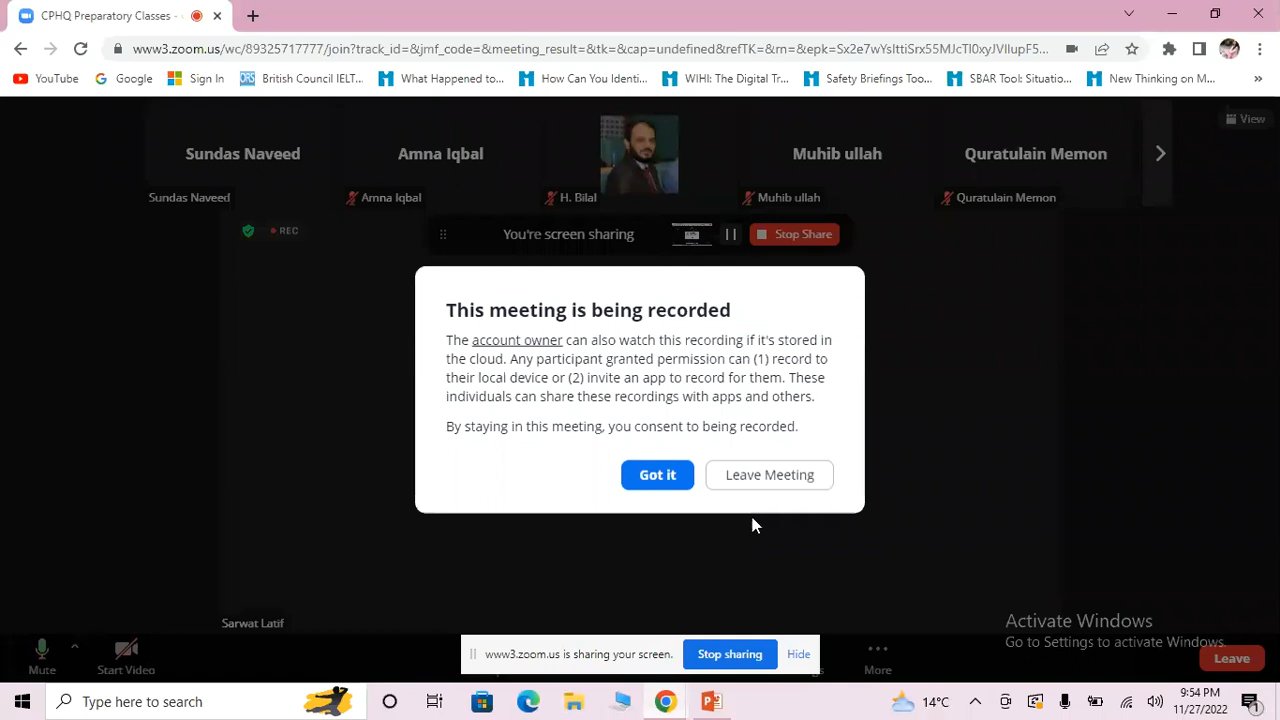 CPHQ Preparatory Classes -
www3.zoom.us/wc/89325717777/join?track_id=&jmf_code=&meeting_result=&tk=&cap=undefined&refTK=&rn=&epk=
YouTube
Google
Sign In
British Council IELT...
What Happened to...
How Can You Identi...
WIHI: The Digital Tr...
Safety Briefings Too...
SBAR Tool: Situatio...
New Thinking on M...
View
Sundas Naveed
Amna Iqbal
Muhib ullah
Quratulain Memon
Sundas Naveed
Amna Iqbal
H. Bilal
Muhib ullah
Quratulain Memon
REC
You're screen sharing
Stop Share
This meeting is being recorded
The account owner can also watch this recording if it's stored in
the cloud. Any participant granted permission can (1) record to
their local device or (2) invite an app to record for them. These
individuals can share these recordings with apps and others.
By staying in this meeting, you consent to being recorded.
Got it
Leave Meeting
Sarwat Latif
Activate Windows
Go to Settings to activate Windows.
Mute
Start Video
www3.zoom.us is sharing your screen.
Stop sharing
Hide
More
Leave
Type here to search
14°C
9:54 PM
11/27/2022